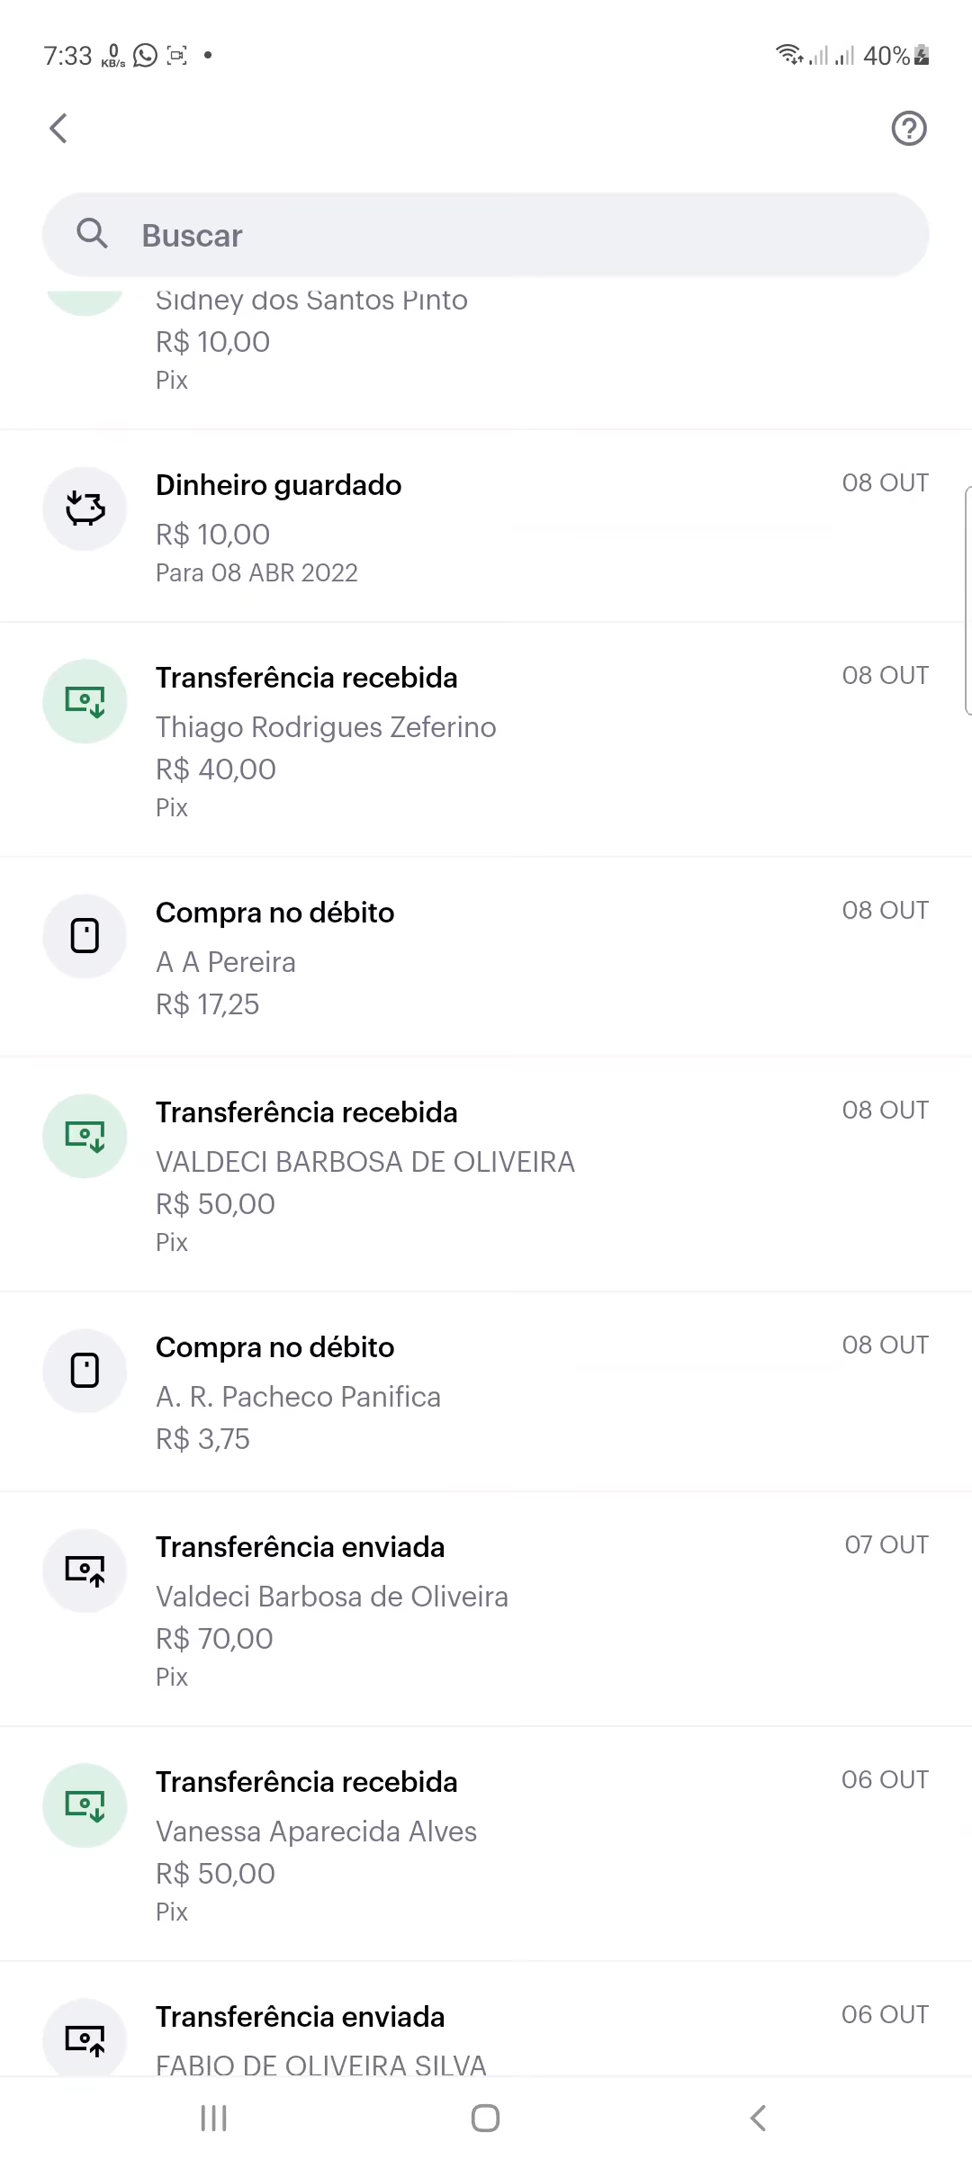 7:33
0
KB/s
40%
Buscar
Sidney dos Santos Pinto
R$ 10,00
Pix
Dinheiro guardado
08 OUT
R$ 10,00
Para 08 ABR 2022
Transferência recebida
08 OUT
Thiago Rodrigues Zeferino
R$ 40,00
Pix
Compra no débito
08 OUT
A A Pereira
R$ 17,25
Transferência recebida
08 OUT
VALDECI BARBOSA DE OLIVEIRA
R$ 50,00
Pix
Compra no débito
08 OUT
A. R. Pacheco Panifica
R$ 3,75
Transferência enviada
07 OUT
Valdeci Barbosa de Oliveira
R$ 70,00
Pix
Transferência recebida
06 OUT
Vanessa Aparecida Alves
R$ 50,00
Pix
Transferência enviada
06 OUT
FABIO DE OLIVEIRA SILVA